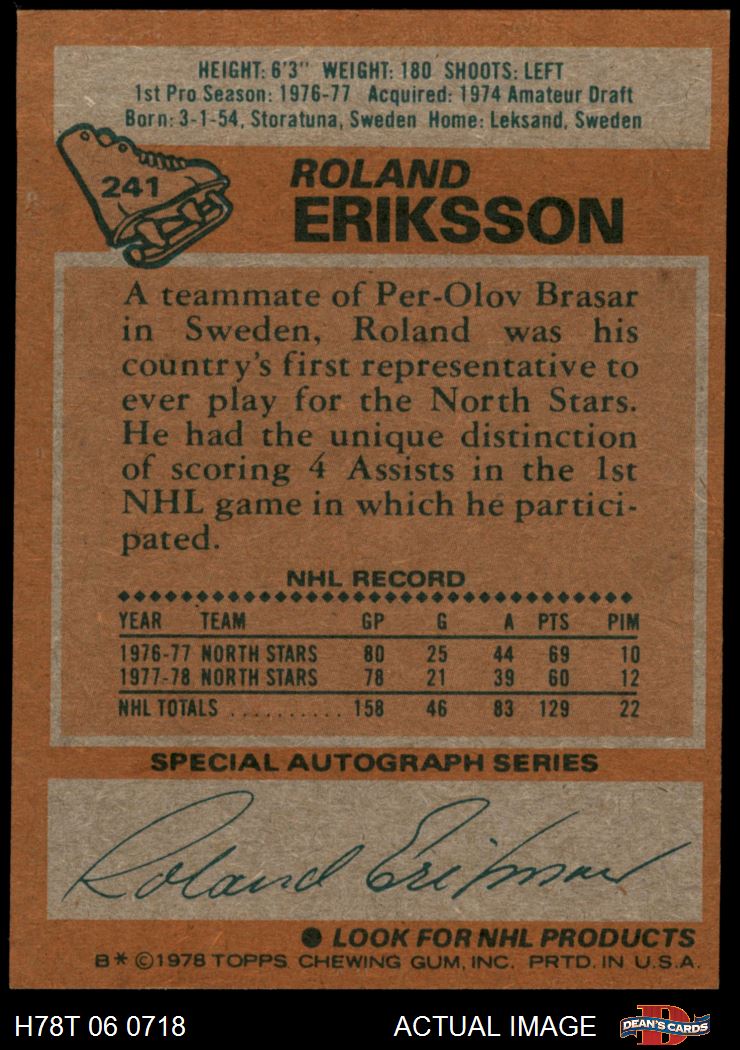 HEIGHT: 6'3" WEIGHT: 180 SHOOTS: LEFT
1st Pro Season: 1976-77 Acquired: 1974 Amateur Draft
Born: 3-1-54, Storatuna, Sweden Home: Leksand, Sweden
241
ROLAND
ERIKSSON
A teammate of Per-Olov Brasar
in Sweden, Roland was his
country's first representative to
ever play for the North Stars.
He had the unique distinction
of scoring 4 Assists in the 1st
NHL game in which he partici-
pated.
NHL RECORD
YEAR TEAM GP G A PTS PIM
1976-77 NORTH STARS 80 25 44 69 10
1977-78 NORTH STARS 78 21 39 60 12
NHL TOTALS .......... 158 46 83 129 22
SPECIAL AUTOGRAPH SERIES
Roland Eriksson
● LOOK FOR NHL PRODUCTS
B* ©1978 TOPPS CHEWING GUM, INC. PRTD. IN U.S.A.
H78T 06 0718 ACTUAL IMAGE D DEAN'S CARDS